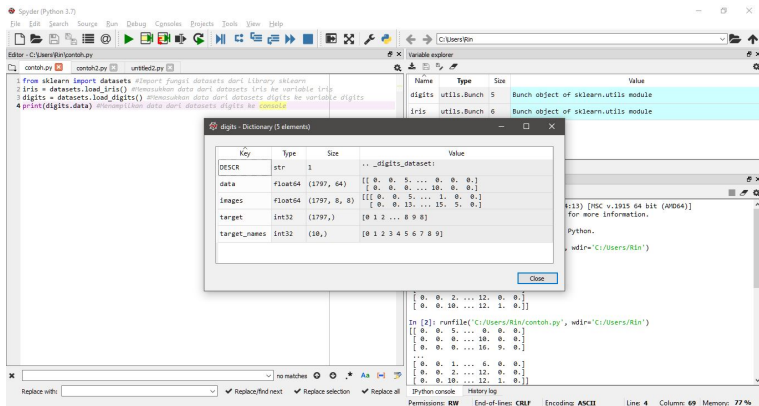 Spyder (Python 3.7)
File Edit Search Source Run Debug Consoles Projects Tools View Help
C:\Users\Rin
Editor - C:\Users\Rin\contoh.py
contoh.py contoh2.py untitled2.py
1 from sklearn import datasets #Import fungsi datasets dari library sklearn
2 iris = datasets.load_iris() #Memasukkan data dari datasets iris ke variable iris
3 digits = datasets.load_digits() #Memasukkan data dari datasets digits ke variable digits
4 print(digits.data) #Menampilkan data dari datasets digits ke console
Variable explorer
Name Type Size Value
digits utils.Bunch 5 Bunch object of sklearn.utils module
iris utils.Bunch 6 Bunch object of sklearn.utils module
digits - Dictionary (5 elements)
Key Type Size Value
DESCR str 1 .. _digits_dataset:
data float64 (1797, 64) [[ 0. 0. 5. ... 0. 0. 0.]
[ 0. 0. 0. ... 10. 0. 0.]
images float64 (1797, 8, 8) [[[ 0. 0. 5. ... 1. 0. 0.]
[ 0. 0. 13. ... 15. 5. 0.]
target int32 (1797,) [0 1 2 ... 8 9 8]
target_names int32 (10,) [0 1 2 3 4 5 6 7 8 9]
Close
4:13) [MSC v.1915 64 bit (AMD64)]
for more information.
Python.
, wdir='C:/Users/Rin')
[ 0. 0. 2. ... 12. 0. 0.]
[ 0. 0. 10. ... 12. 1. 0.]]
In [2]: runfile('C:/Users/Rin/contoh.py', wdir='C:/Users/Rin')
[[ 0. 0. 5. ... 0. 0. 0.]
[ 0. 0. 0. ... 10. 0. 0.]
[ 0. 0. 0. ... 16. 9. 0.]
...
[ 0. 0. 1. ... 6. 0. 0.]
[ 0. 0. 2. ... 12. 0. 0.]
[ 0. 0. 10. ... 12. 1. 0.]]
no matches Aa
Replace with: Replace/find next Replace selection Replace all
IPython console History log
Permissions: RW End-of-lines: CRLF Encoding: ASCII Line: 4 Column: 69 Memory: 77 %